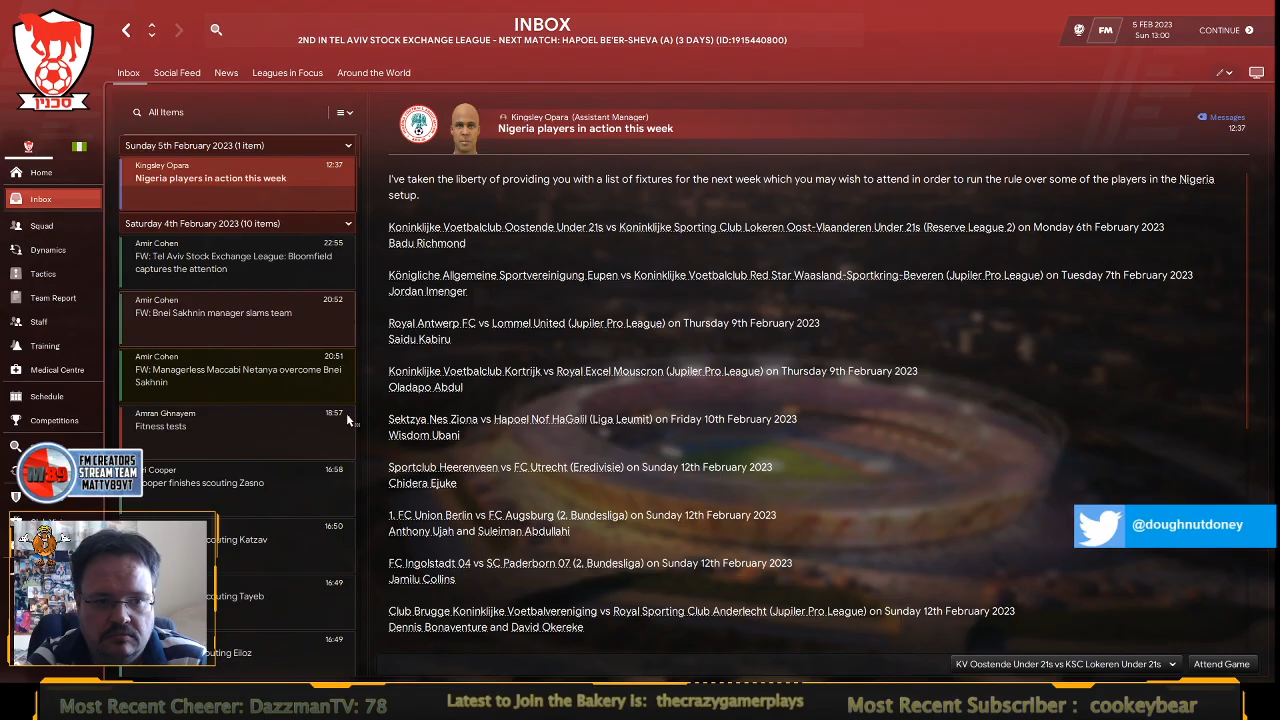 INBOX
2ND IN TEL AVIV STOCK EXCHANGE LEAGUE - NEXT MATCH: HAPOEL BE'ER-SHEVA (A) (3 DAYS) (ID:1915440800)
FM
5 FEB 2023
Sun 13:00
CONTINUE
סכנין
Inbox
Social Feed
News
Leagues in Focus
Around the World
Home
Inbox
Squad
Dynamics
Tactics
Team Report
Staff
Training
Medical Centre
Schedule
Competitions
All Items
Sunday 5th February 2023 (1 item)
Kingsley Opara 12:37
Nigeria players in action this week
Saturday 4th February 2023 (10 items)
Amir Cohen 22:55
FW: Tel Aviv Stock Exchange League: Bloomfield
captures the attention
Amir Cohen 20:52
FW: Bnei Sakhnin manager slams team
Amir Cohen 20:51
FW: Managerless Maccabi Netanya overcome Bnei
Sakhnin
Amran Ghnayem 18:57
Fitness tests
Cooper 16:58
ooper finishes scouting Zasno
16:50
outing Katzav
16:49
outing Tayeb
16:49
Eiloz
Kingsley Opara (Assistant Manager)
Nigeria players in action this week
Messages
12:37
I've taken the liberty of providing you with a list of fixtures for the next week which you may wish to attend in order to run the rule over some of the players in the Nigeria
setup.
Koninklijke Voetbalclub Oostende Under 21s vs Koninklijke Sporting Club Lokeren Oost-Vlaanderen Under 21s (Reserve League 2) on Monday 6th February 2023
Badu Richmond
Königliche Allgemeine Sportvereinigung Eupen vs Koninklijke Voetbalclub Red Star Waasland-Sportkring-Beveren (Jupiler Pro League) on Tuesday 7th February 2023
Jordan Imenger
Royal Antwerp FC vs Lommel United (Jupiler Pro League) on Thursday 9th February 2023
Saidu Kabiru
Koninklijke Voetbalclub Kortrijk vs Royal Excel Mouscron (Jupiler Pro League) on Thursday 9th February 2023
Oladapo Abdul
Sektzya Nes Ziona vs Hapoel Nof HaGalil (Liga Leumit) on Friday 10th February 2023
Wisdom Ubani
Sportclub Heerenveen vs FC Utrecht (Eredivisie) on Sunday 12th February 2023
Chidera Ejuke
1. FC Union Berlin vs FC Augsburg (2. Bundesliga) on Sunday 12th February 2023
Anthony Ujah and Suleiman Abdullahi
FC Ingolstadt 04 vs SC Paderborn 07 (2. Bundesliga) on Sunday 12th February 2023
Jamilu Collins
Club Brugge Koninklijke Voetbalvereniging vs Royal Sporting Club Anderlecht (Jupiler Pro League) on Sunday 12th February 2023
Dennis Bonaventure and David Okereke
KV Oostende Under 21s vs KSC Lokeren Under 21s
Attend Game
M89
FM CREATORS
STREAM TEAM
MATTY89YT
@doughnutdoney
Most Recent Cheerer: DazzmanTV: 78
Latest to Join the Bakery is: thecrazygamerplays
Most Recent Subscriber : cookeybear